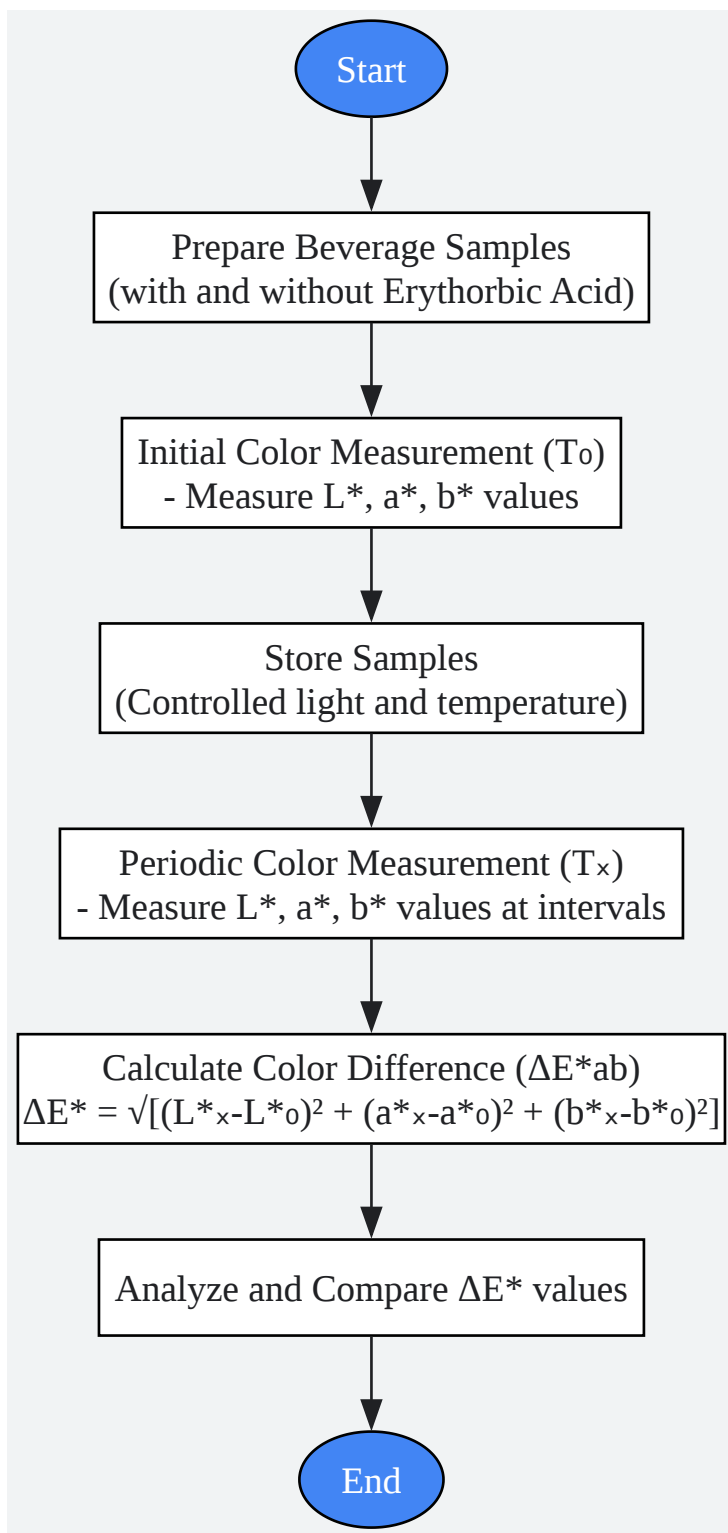 Start
Prepare Beverage Samples
(with and without Erythorbic Acid)
Initial Color Measurement (T₀)
- Measure L*, a*, b* values
Store Samples
(Controlled light and temperature)
Periodic Color Measurement (Tₓ)
- Measure L*, a*, b* values at intervals
Calculate Color Difference (ΔE*ab)
ΔE* = √[(L*ₓ-L*₀)² + (a*ₓ-a*₀)² + (b*ₓ-b*₀)²]
Analyze and Compare ΔE* values
End